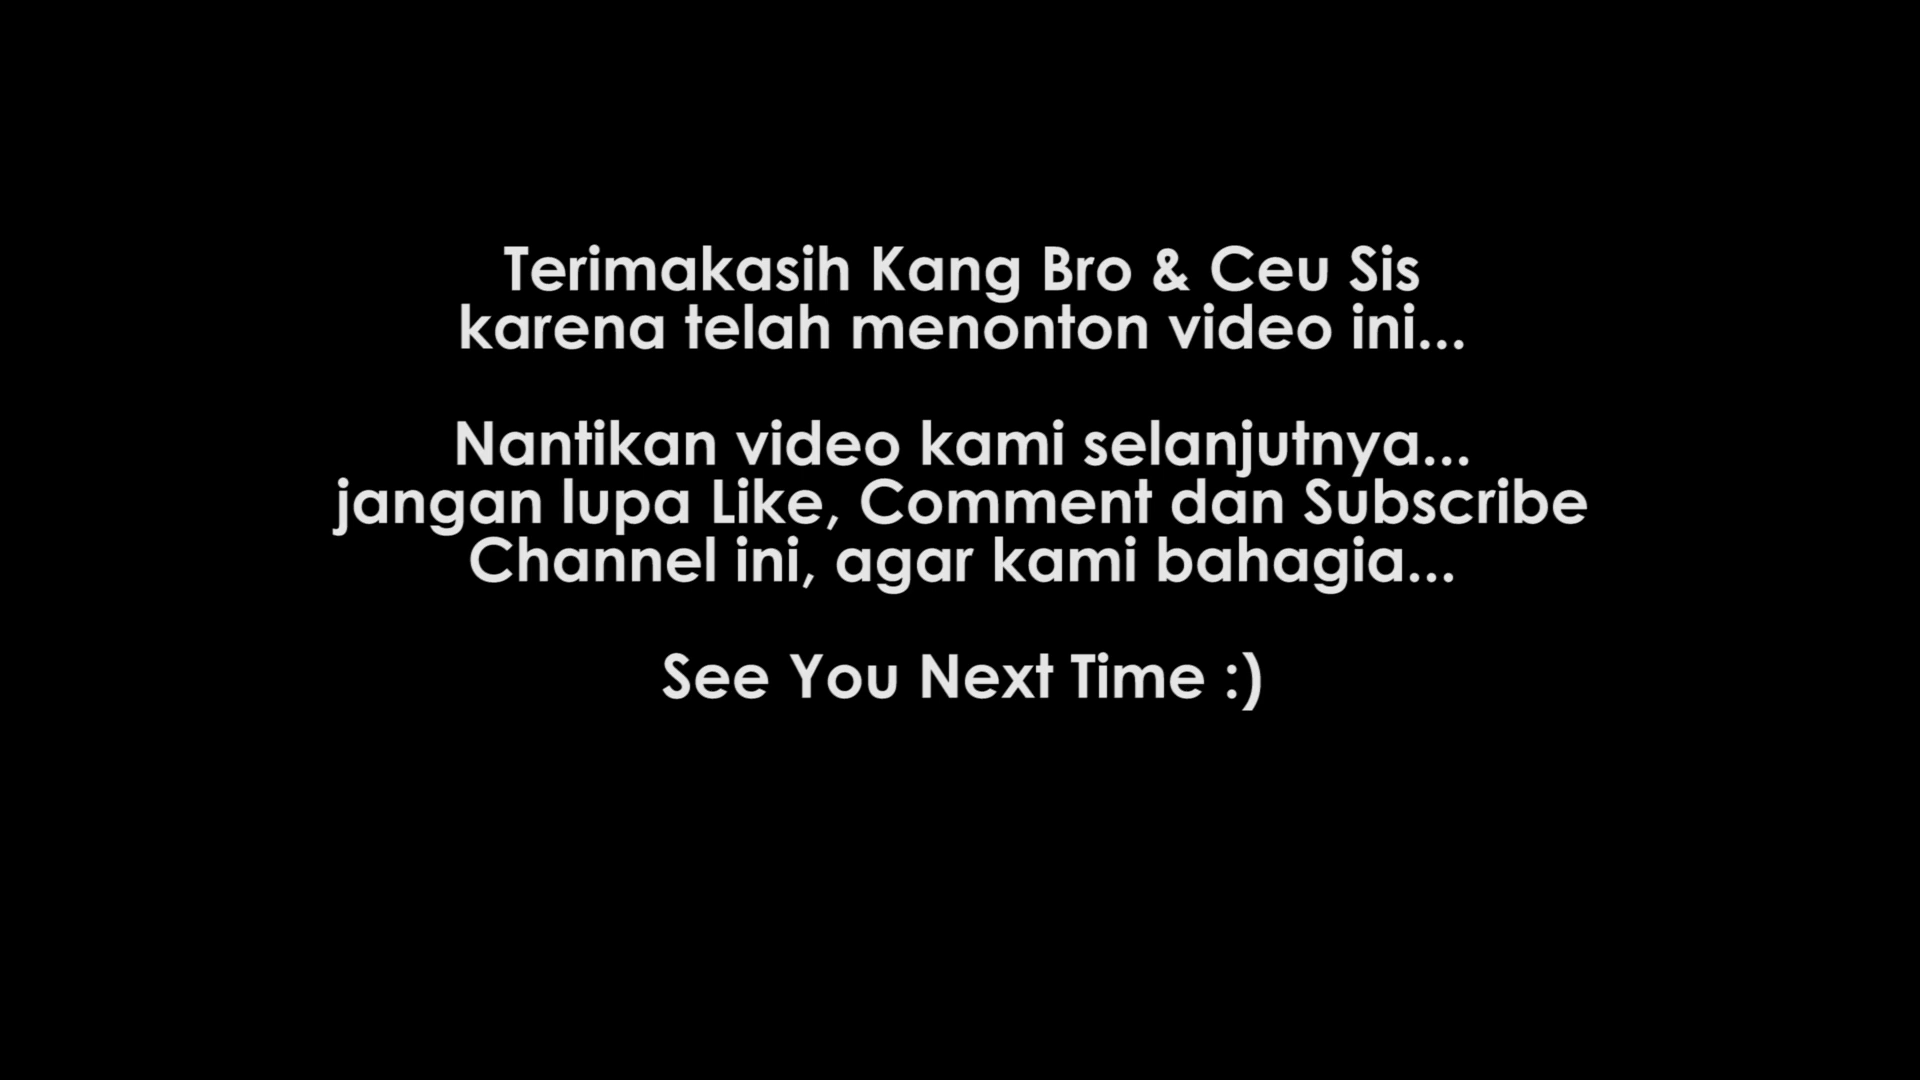 Terimakasih Kang Bro & Ceu Sis
karena telah menonton video ini...
Nantikan video kami selanjutnya...
jangan lupa Like, Comment dan Subscribe
Channel ini, agar kami bahagia...
See You Next Time :)